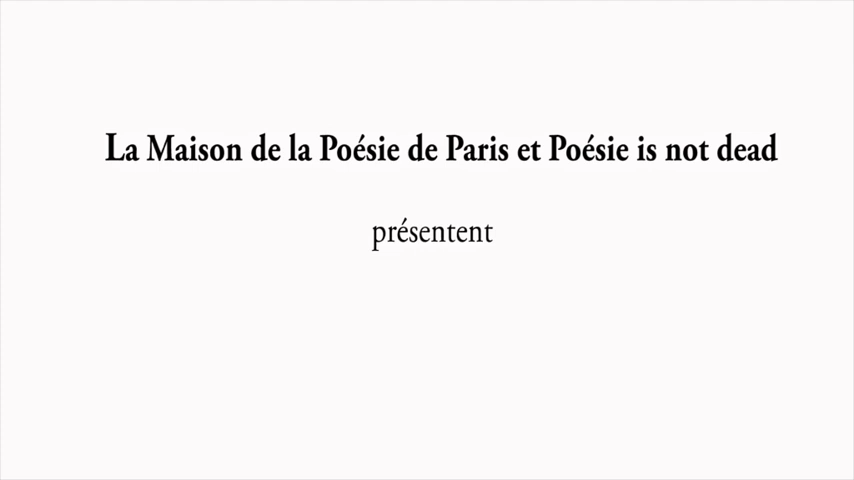 La Maison de la Poésie de Paris et Poésie is not dead
présentent